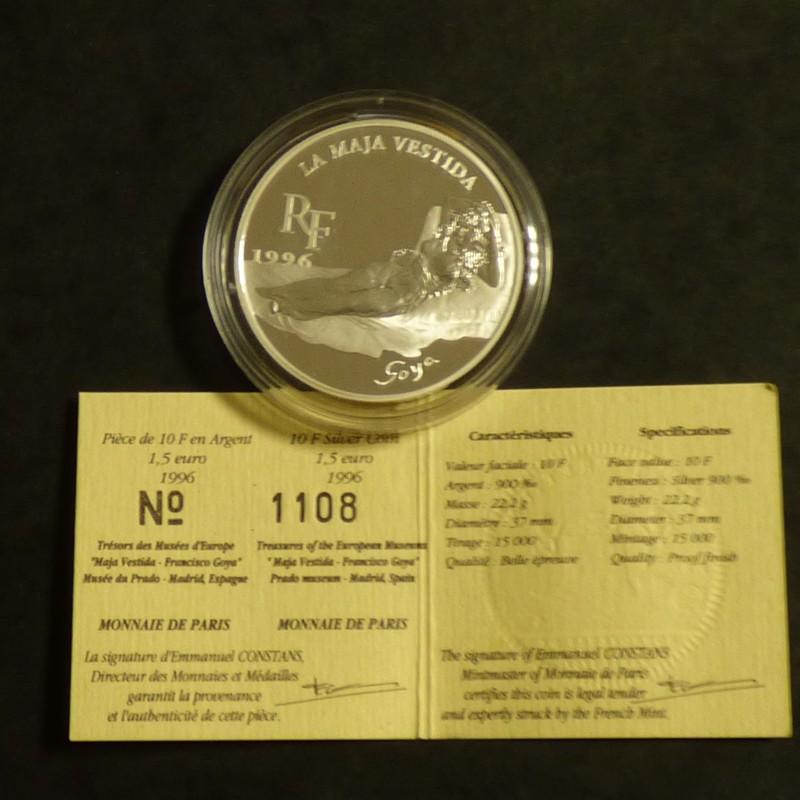 LA MAJA VESTIDA
RF
1996
Goya
Pièce de 10 F en Argent
1,5 euro
1996
Nº
Trésors des Musées d'Europe
"Maja Vestida - Francisco Goya"
Musée du Prado - Madrid, Espagne
MONNAIE DE PARIS
La signature d'Emmanuel CONSTANS,
Directeur des Monnaies et Médailles
garantit la provenance
et l'authenticité de cette pièce.
10 F Silver Coin
1,5 euro
1996
1108
Treasures of the European Museums
"Maja Vestida - Francisco Goya"
Prado museum - Madrid, Spain
MONNAIE DE PARIS
Caractéristiques
Valeur faciale : 10 F
Argent : 900 ‰
Masse : 22,2 g
Diamètre : 37 mm
Tirage : 15 000
Qualité : Belle épreuve
Specifications
Face value : 10 F
Fineness : Silver 900 ‰
Weight : 22,2 g
Diameter : 37 mm
Mintage : 15 000
Quality : Proof finish
The signature of Emmanuel CONSTANS
Mintmaster of Monnaie de Paris
certifies this coin is legal tender
and expertly struck by the French Mint.